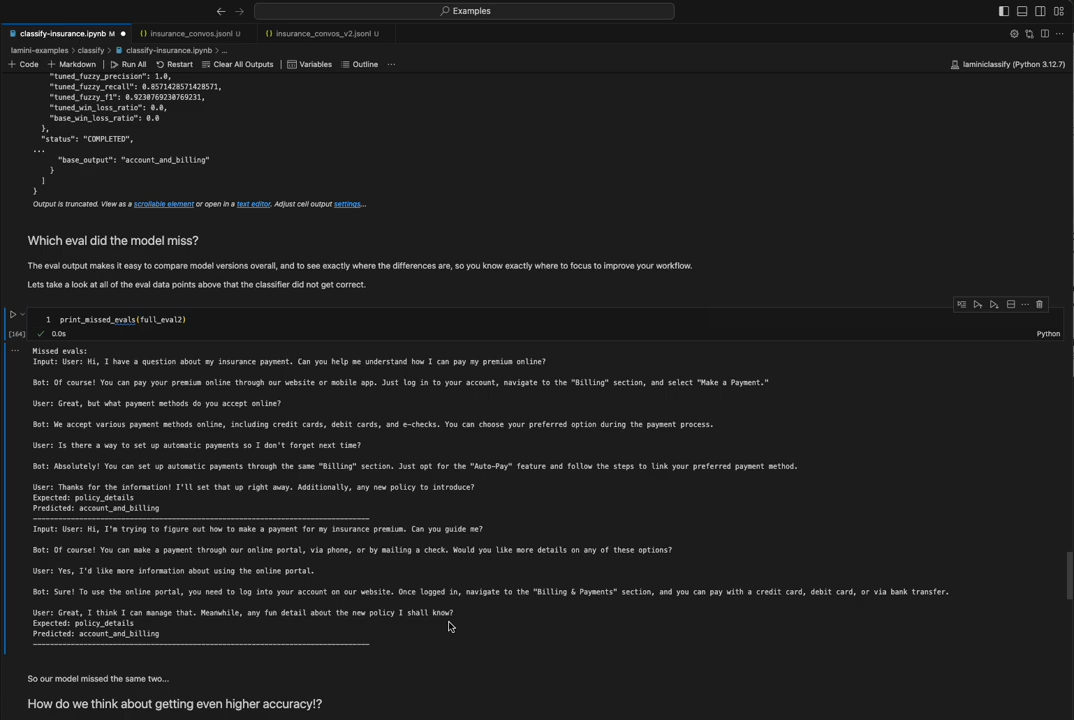 Examples
classify-insurance.ipynb M
insurance_convos.jsonl U
insurance_convos_v2.jsonl U
lamini-examples > classify > classify-insurance.ipynb > ...
+ Code + Markdown Run All Restart Clear All Outputs Variables Outline ... laminiclassify (Python 3.12.7)
"tuned_fuzzy_precision": 1.0,
"tuned_fuzzy_recall": 0.8571428571428571,
"tuned_fuzzy_f1": 0.9230769230769231,
"tuned_win_loss_ratio": 0.0,
"base_win_loss_ratio": 0.0
},
"status": "COMPLETED",
...
"base_output": "account_and_billing"
}
]
}
Output is truncated. View as a scrollable element or open in a text editor. Adjust cell output settings...
Which eval did the model miss?
The eval output makes it easy to compare model versions overall, and to see exactly where the differences are, so you know exactly where to focus to improve your workflow.
Lets take a look at all of the eval data points above that the classifier did not get correct.
1 print_missed_evals(full_eval2)
[164] 0.0s Python
Missed evals:
Input: User: Hi, I have a question about my insurance payment. Can you help me understand how I can pay my premium online?
Bot: Of course! You can pay your premium online through our website or mobile app. Just log in to your account, navigate to the "Billing" section, and select "Make a Payment."
User: Great, but what payment methods do you accept online?
Bot: We accept various payment methods online, including credit cards, debit cards, and e-checks. You can choose your preferred option during the payment process.
User: Is there a way to set up automatic payments so I don't forget next time?
Bot: Absolutely! You can set up automatic payments through the same "Billing" section. Just opt for the "Auto-Pay" feature and follow the steps to link your preferred payment method.
User: Thanks for the information! I'll set that up right away. Additionally, any new policy to introduce?
Expected: policy_details
Predicted: account_and_billing
--------------------------------------------------------------------------------
Input: User: Hi, I'm trying to figure out how to make a payment for my insurance premium. Can you guide me?
Bot: Of course! You can make a payment through our online portal, via phone, or by mailing a check. Would you like more details on any of these options?
User: Yes, I'd like more information about using the online portal.
Bot: Sure! To use the online portal, you need to log into your account on our website. Once logged in, navigate to the "Billing & Payments" section, and you can pay with a credit card, debit card, or via bank transfer.
User: Great, I think I can manage that. Meanwhile, any fun detail about the new policy I shall know?
Expected: policy_details
Predicted: account_and_billing
--------------------------------------------------------------------------------
So our model missed the same two...
How do we think about getting even higher accuracy!?